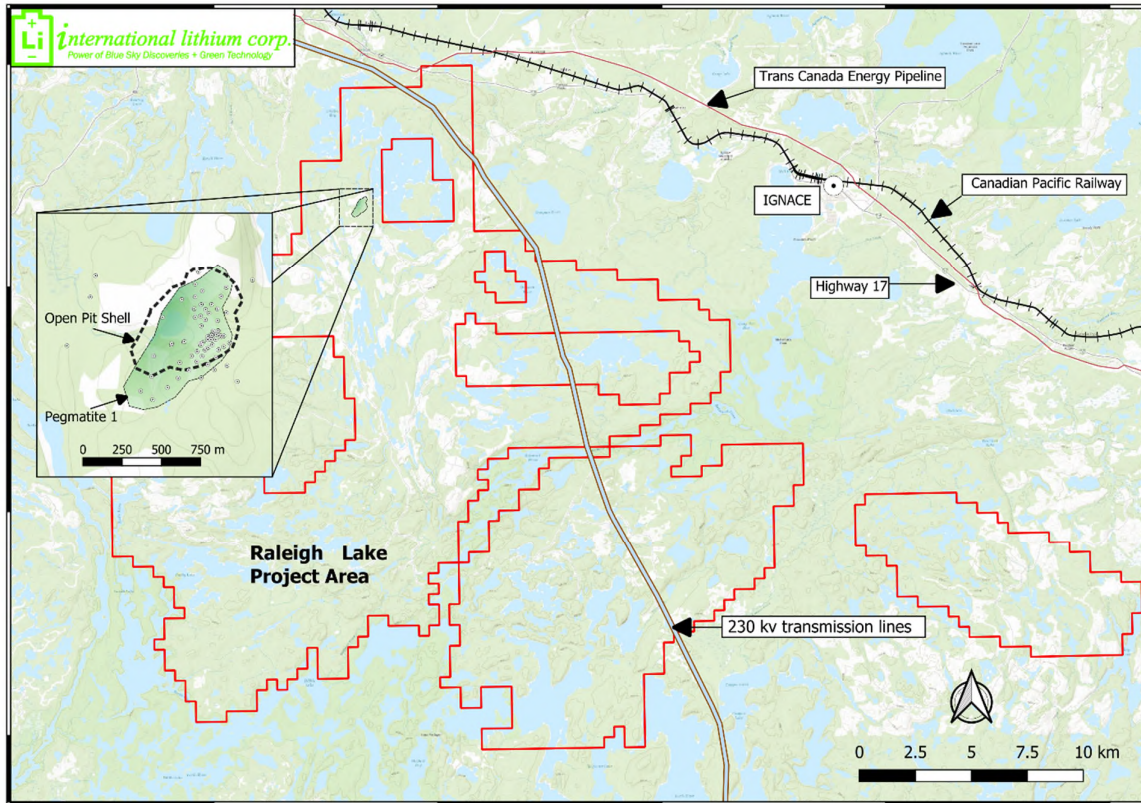 +
Li
-
international lithium corp.
Power of Blue Sky Discoveries + Green Technology
Trans Canada Energy Pipeline
Canadian Pacific Railway
IGNACE
Highway 17
Open Pit Shell
Pegmatite 1
0 250 500 750 m
Raleigh Lake
Project Area
230 kv transmission lines
0 2.5 5 7.5 10 km